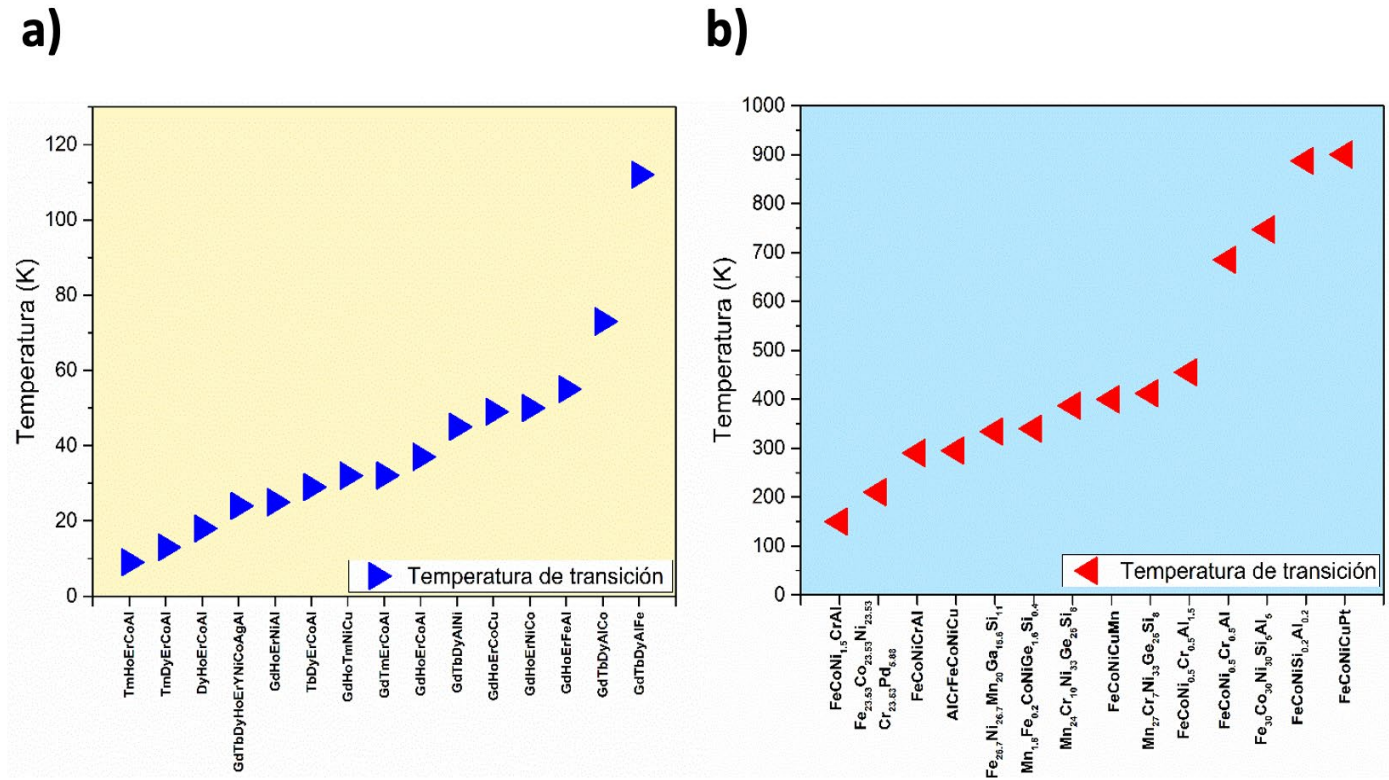 a)
Temperatura (K)
120
100
80
60
40
20
0
Temperatura de transición
TmHoErCoAl
TmDyErCoAl
DyHoErCoAl
GdTbDyHoErYNiCoAgAl
GdHoErNiAl
TbDyErCoAl
GdHoTmNiCu
GdTmErCoAl
GdHoErCoAl
GdTbDyAlNi
GdHoErCoCu
GdHoErNiCo
GdHoErFeAl
GdTbDyAlCo
GdTbDyAlFe
b)
Temperatura (K)
1000
900
800
700
600
500
400
300
200
100
0
Temperatura de transición
FeCoNi1.5CrAl
Fe23.53Co23.53Ni23.53
Cr23.53Pd5.88
FeCoNiCrAl
AlCrFeCoNiCu
Fe26.7Ni26.7Mn20Ga15.6Si11
Mn1.8Fe0.2CoNiGe1.6Si0.4
Mn24Cr10Ni33Ge25Si8
FeCoNiCuMn
Mn27Cr7Ni33Ge25Si8
FeCoNi0.5Cr0.5Al1.5
FeCoNi0.5Cr0.5Al
Fe30Co30Ni30Si5Al5
FeCoNiSi0.2Al0.2
FeCoNiCuPt